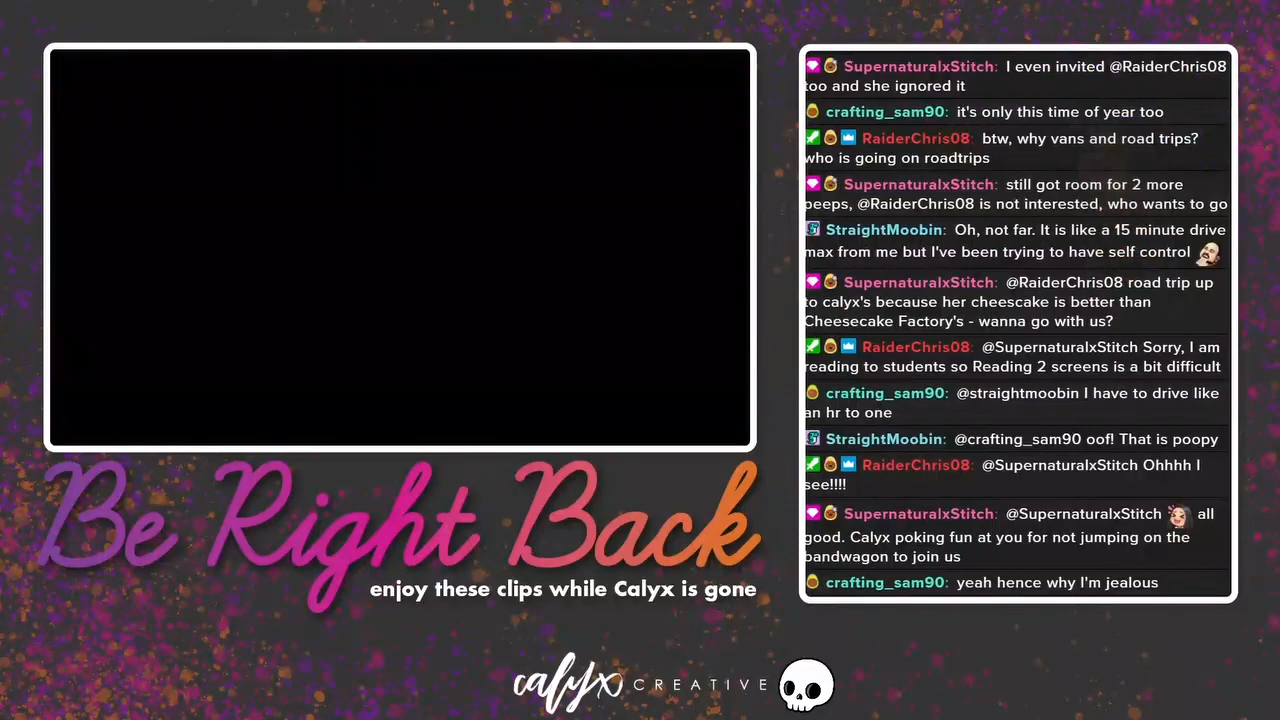 SupernaturalxStitch: I even invited @RaiderChris08
too and she ignored it
crafting_sam90: it's only this time of year too
RaiderChris08: btw, why vans and road trips?
who is going on roadtrips
SupernaturalxStitch: still got room for 2 more
peeps, @RaiderChris08 is not interested, who wants to go
StraightMoobin: Oh, not far. It is like a 15 minute drive
max from me but I've been trying to have self control
SupernaturalxStitch: @RaiderChris08 road trip up
to calyx's because her cheescake is better than
Cheesecake Factory's - wanna go with us?
RaiderChris08: @SupernaturalxStitch Sorry, I am
reading to students so Reading 2 screens is a bit difficult
crafting_sam90: @straightmoobin I have to drive like
an hr to one
StraightMoobin: @crafting_sam90 oof! That is poopy
RaiderChris08: @SupernaturalxStitch Ohhhh I
see!!!!
SupernaturalxStitch: @SupernaturalxStitch all
good. Calyx poking fun at you for not jumping on the
bandwagon to join us
crafting_sam90: yeah hence why I'm jealous
Be Right Back
enjoy these clips while Calyx is gone
calyx CREATIVE